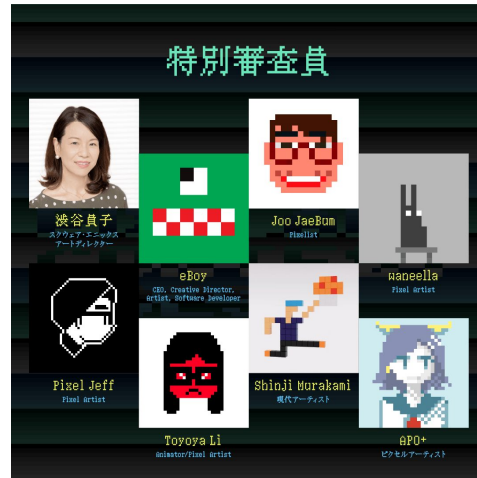 特別審査員
渋谷員子
スクウェア・エニックス
アートディレクター
eBoy
CEO, Creative Director,
Artist, Software Developer
Joo JaeBum
Pixelist
waneella
Pixel Artist
Pixel Jeff
Pixel Artist
Toyoya Li
Animator/Pixel Artist
Shinji Murakami
現代アーティスト
APO+
ピクセルアーティスト